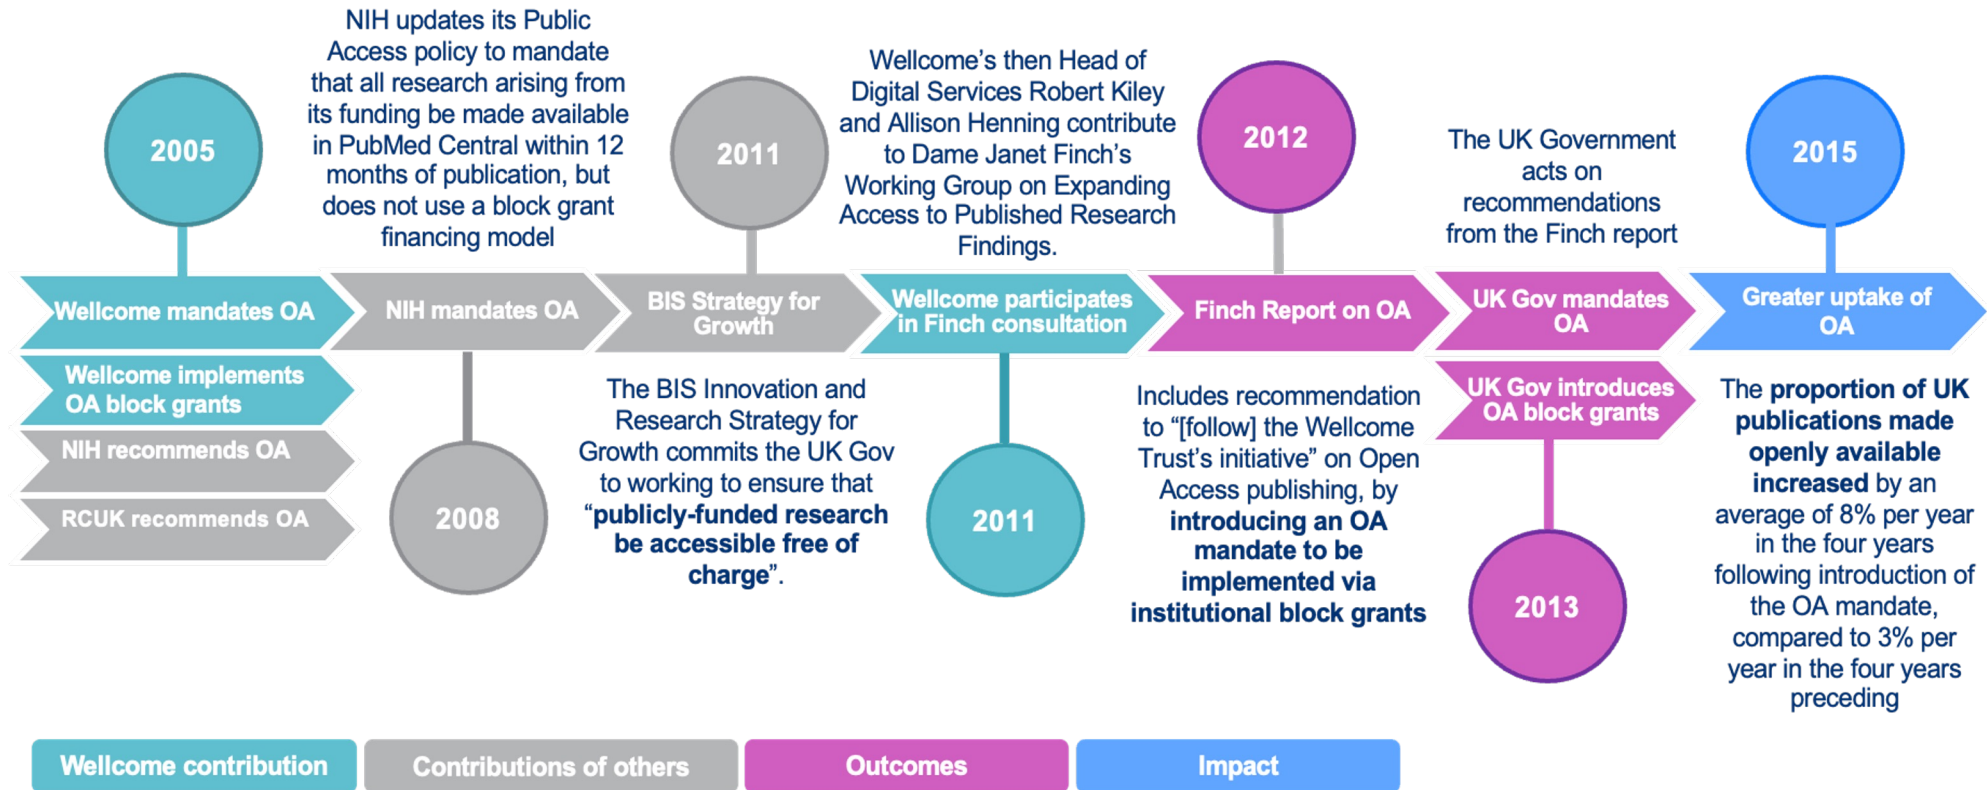 2005
NIH updates its Public
Access policy to mandate
that all research arising from
its funding be made available
in PubMed Central within 12
months of publication, but
does not use a block grant
financing model
2011
Wellcome’s then Head of
Digital Services Robert Kiley
and Allison Henning contribute
to Dame Janet Finch’s
Working Group on Expanding
Access to Published Research
Findings.
2012
The UK Government
acts on
recommendations
from the Finch report
2015
Wellcome mandates OA
NIH mandates OA
BIS Strategy for
Growth
Wellcome participates
in Finch consultation
Finch Report on OA
UK Gov mandates
OA
Greater uptake of
OA
Wellcome implements
OA block grants
NIH recommends OA
RCUK recommends OA
2008
The BIS Innovation and
Research Strategy for
Growth commits the UK Gov
to working to ensure that
“publicly-funded research
be accessible free of
charge”.
2011
Includes recommendation
to “[follow] the Wellcome
Trust’s initiative” on Open
Access publishing, by
introducing an OA
mandate to be
implemented via
institutional block grants
UK Gov introduces
OA block grants
2013
The proportion of UK
publications made
openly available
increased by an
average of 8% per year
in the four years
following introduction of
the OA mandate,
compared to 3% per
year in the four years
preceding
Wellcome contribution
Contributions of others
Outcomes
Impact